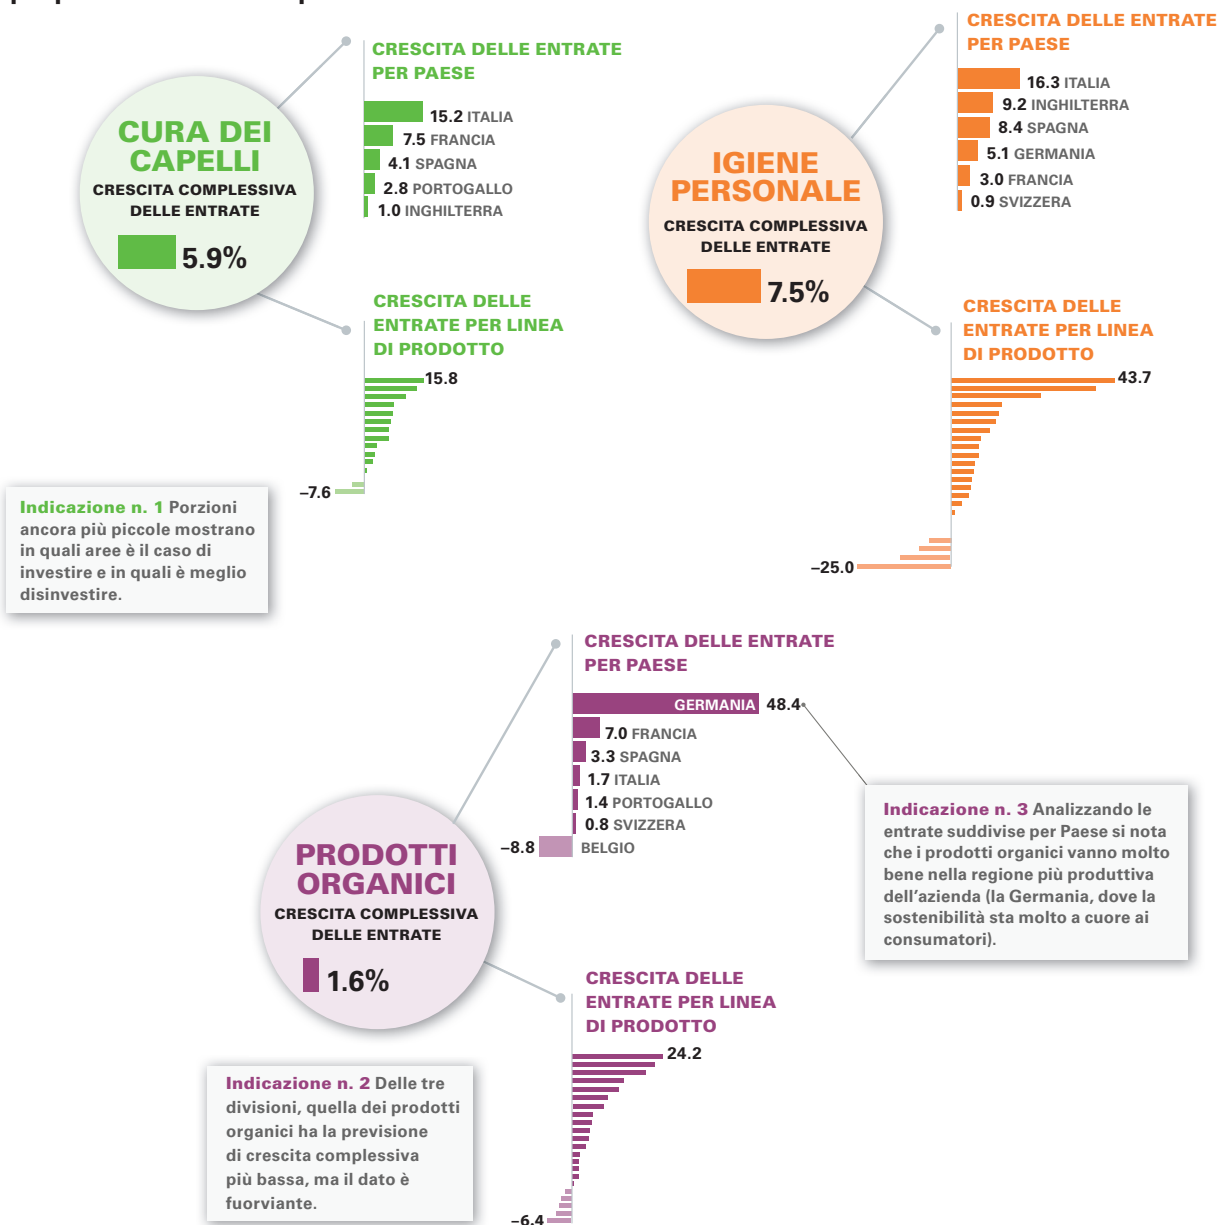 CURA DEI
CAPELLI
CRESCITA COMPLESSIVA
DELLE ENTRATE
5.9%
CRESCITA DELLE ENTRATE
PER PAESE
15.2 ITALIA
7.5 FRANCIA
4.1 SPAGNA
2.8 PORTOGALLO
1.0 INGHILTERRA
CRESCITA DELLE
ENTRATE PER LINEA
DI PRODOTTO
15.8
–7.6
Indicazione n. 1 Porzioni
ancora più piccole mostrano
in quali aree è il caso di
investire e in quali è meglio
disinvestire.
IGIENE
PERSONALE
CRESCITA COMPLESSIVA
DELLE ENTRATE
7.5%
CRESCITA DELLE ENTRATE
PER PAESE
16.3 ITALIA
9.2 INGHILTERRA
8.4 SPAGNA
5.1 GERMANIA
3.0 FRANCIA
0.9 SVIZZERA
CRESCITA DELLE
ENTRATE PER LINEA
DI PRODOTTO
43.7
–25.0
PRODOTTI
ORGANICI
CRESCITA COMPLESSIVA
DELLE ENTRATE
1.6%
CRESCITA DELLE ENTRATE
PER PAESE
GERMANIA 48.4
7.0 FRANCIA
3.3 SPAGNA
1.7 ITALIA
1.4 PORTOGALLO
0.8 SVIZZERA
–8.8 BELGIO
Indicazione n. 3 Analizzando le
entrate suddivise per Paese si nota
che i prodotti organici vanno molto
bene nella regione più produttiva
dell’azienda (la Germania, dove la
sostenibilità sta molto a cuore ai
consumatori).
CRESCITA DELLE
ENTRATE PER LINEA
DI PRODOTTO
24.2
–6.4
Indicazione n. 2 Delle tre
divisioni, quella dei prodotti
organici ha la previsione
di crescita complessiva
più bassa, ma il dato è
fuorviante.